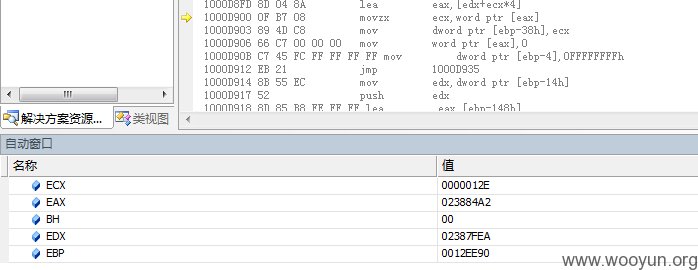 1000D8FD 8D 04 8A lea eax,[edx+ecx*4]
1000D900 0F B7 08 movzx ecx,word ptr [eax]
1000D903 89 4D C8 mov dword ptr [ebp-38h],ecx
1000D906 66 C7 00 00 00 mov word ptr [eax],0
1000D90B C7 45 FC FF FF FF FF mov dword ptr [ebp-4],0FFFFFFFFh
1000D912 EB 21 jmp 1000D935
1000D914 8B 55 EC mov edx,dword ptr [ebp-14h]
1000D917 52 push edx
1000D918 8D 85 B8 FE FF FF lea eax,[ebp-148h]
解决方案资源... 类视图
自动窗口
名称 值
ECX 0000012E
EAX 023884A2
BH 00
EDX 02387FEA
EBP 0012EE90
www.wooyun.org